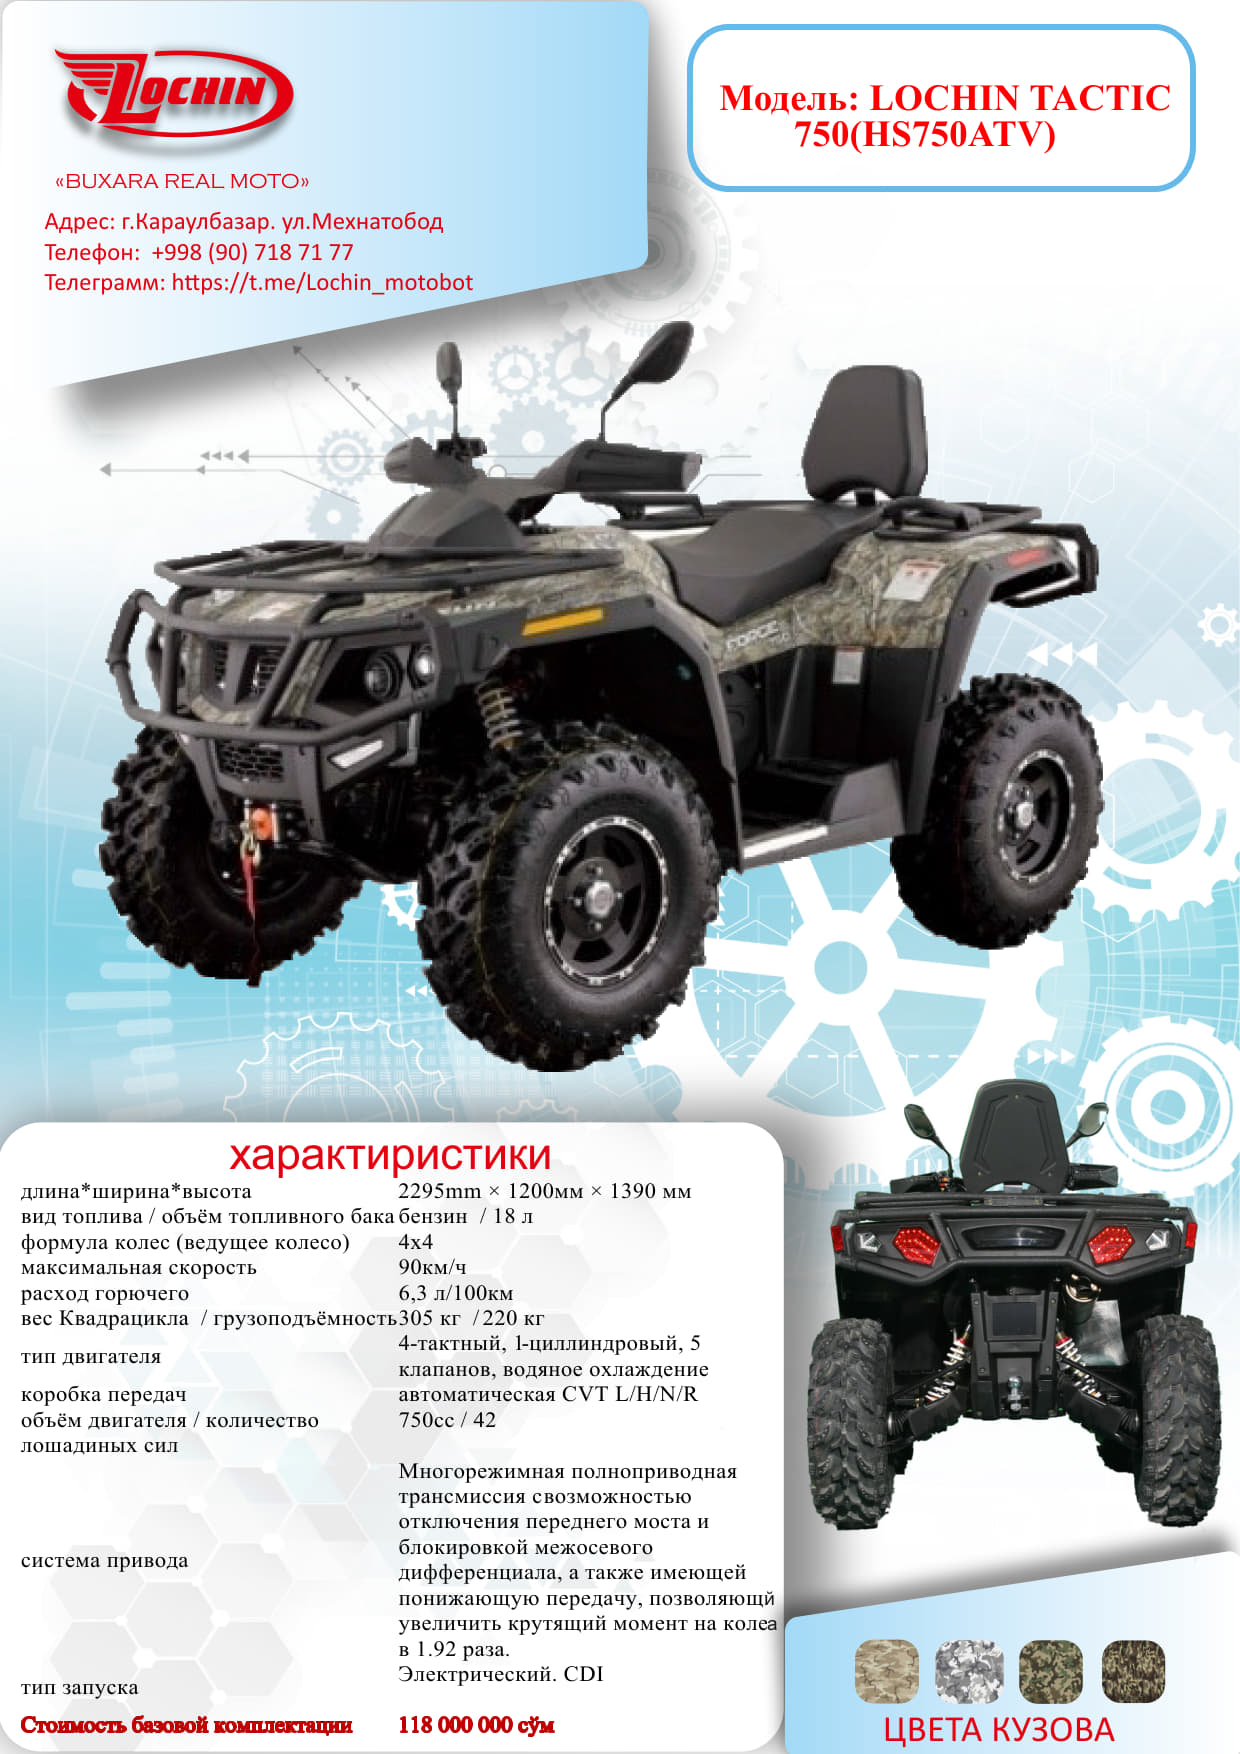 LOCHIN
«BUXARA REAL MOTO»
Адрес: г.Караулбазар. ул.Мехнатобод
Телефон: +998 (90) 718 71 77
Телеграмм: https://t.me/Lochin_motobot
Модель: LOCHIN TACTIC
750(HS750ATV)
FORCE
характиристики
длина*ширина*высота 2295mm × 1200мм × 1390 мм
вид топлива / объём топливного бака бензин / 18 л
формула колес (ведущее колесо) 4х4
максимальная скорость 90км/ч
расход горючего 6,3 л/100км
вес Квадрацикла / грузоподъёмность 305 кг / 220 кг
тип двигателя 4-тактный, 1-циллиндровый, 5
клапанов, водяное охлаждение
коробка передач автоматическая CVT L/H/N/R
объём двигателя / количество 750сс / 42
лошадиных сил
система привода Многорежимная полноприводная
трансмиссия свозможностью
отключения переднего моста и
блокировкой межосевого
дифференциала, а также имеющей
понижающую передачу, позволяющй
увеличить крутящий момент на колеа
в 1.92 раза.
тип запуска Электрический. CDI
Стоимость базовой комплектации 118 000 000 сўм
ЦВЕТА КУЗОВА